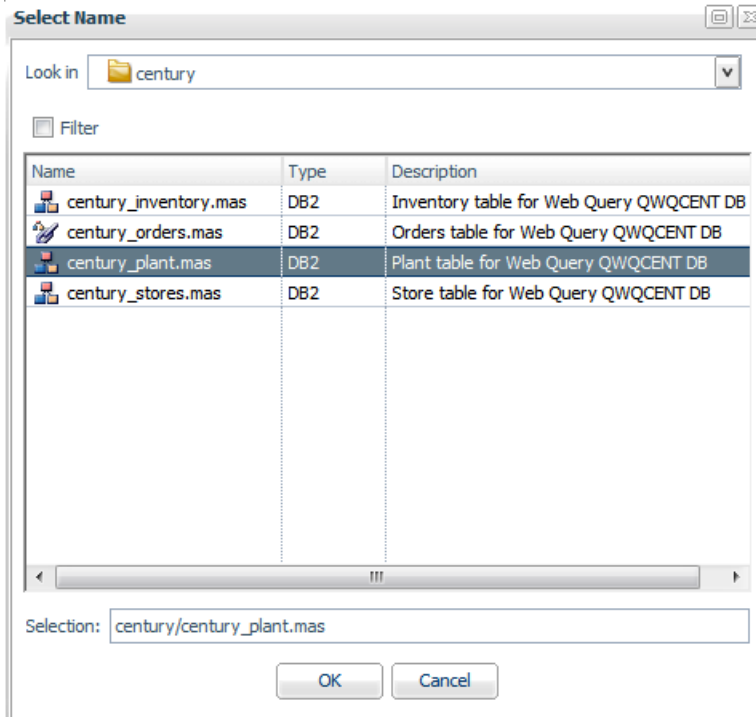 Select Name
Look in century
Filter
Name Type Description
century_inventory.mas DB2 Inventory table for Web Query QWQCENT DB
century_orders.mas DB2 Orders table for Web Query QWQCENT DB
century_plant.mas DB2 Plant table for Web Query QWQCENT DB
century_stores.mas DB2 Store table for Web Query QWQCENT DB
Selection: century/century_plant.mas
OK Cancel